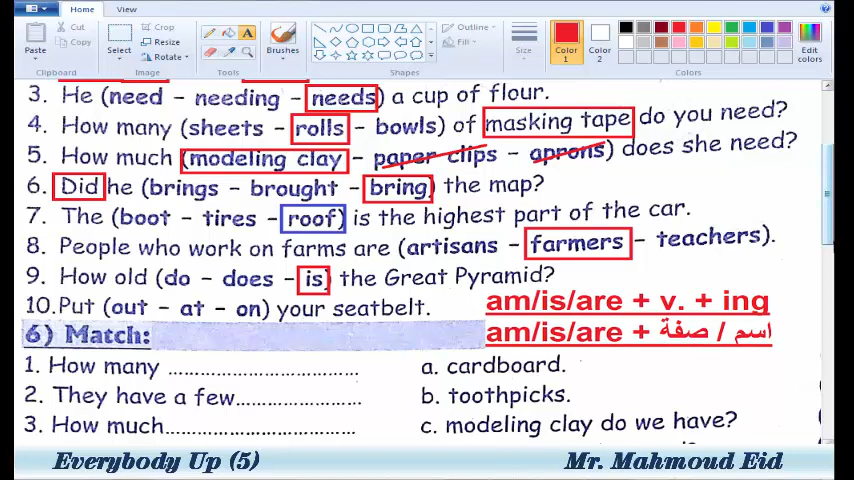 Home
View
Paste
Cut
Copy
Clipboard
Select
Crop
Resize
Rotate
Image
A
Tools
Brushes
Shapes
Outline
Fill
Size
Color 1
Color 2
Colors
Edit colors
3. He (need - needing - needs) a cup of flour.
4. How many (sheets - rolls - bowls) of masking tape do you need?
5. How much (modeling clay - paper clips - aprons) does she need?
6. Did he (brings - brought - bring) the map?
7. The (boot - tires - roof) is the highest part of the car.
8. People who work on farms are (artisans - farmers - teachers).
9. How old (do - does - is) the Great Pyramid?
10. Put (out - at - on) your seatbelt.
am/is/are + v. + ing
am/is/are + اسم / صفة
6) Match:
1. How many ....................................
a. cardboard.
2. They have a few........................
b. toothpicks.
3. How much....................................
c. modeling clay do we have?
Everybody Up (5)
Mr. Mahmoud Eid